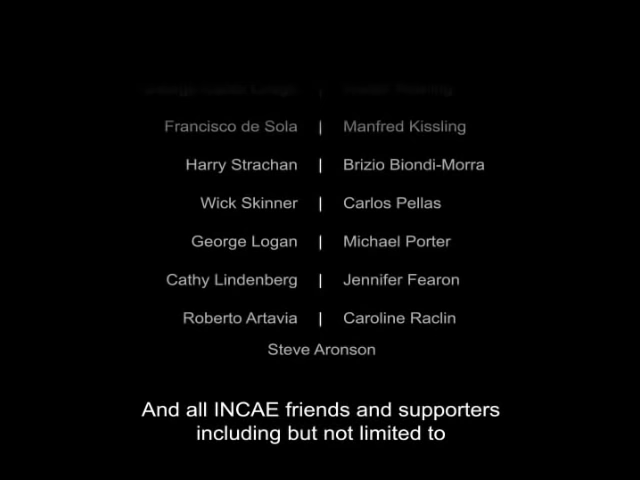 Francisco de Sola | Manfred Kissling
Harry Strachan | Brizio Biondi-Morra
Wick Skinner | Carlos Pellas
George Logan | Michael Porter
Cathy Lindenberg | Jennifer Fearon
Roberto Artavia | Caroline Raclin
Steve Aronson
And all INCAE friends and supporters
including but not limited to